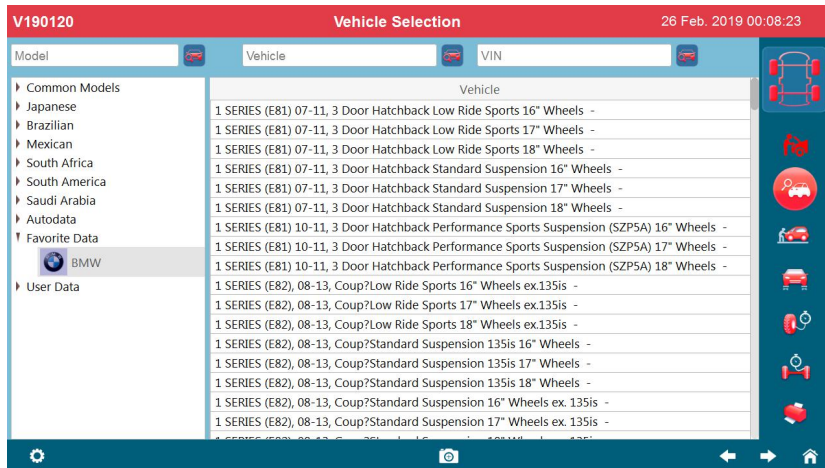 V190120 Vehicle Selection 26 Feb. 2019 00:08:23
Model Vehicle VIN
Common Models
Japanese
Brazilian
Mexican
South Africa
South America
Saudi Arabia
Autodata
Favorite Data
BMW
User Data
Vehicle
1 SERIES (E81) 07-11, 3 Door Hatchback Low Ride Sports 16" Wheels -
1 SERIES (E81) 07-11, 3 Door Hatchback Low Ride Sports 17" Wheels -
1 SERIES (E81) 07-11, 3 Door Hatchback Low Ride Sports 18" Wheels -
1 SERIES (E81) 07-11, 3 Door Hatchback Standard Suspension 16" Wheels -
1 SERIES (E81) 07-11, 3 Door Hatchback Standard Suspension 17" Wheels -
1 SERIES (E81) 07-11, 3 Door Hatchback Standard Suspension 18" Wheels -
1 SERIES (E81) 10-11, 3 Door Hatchback Performance Sports Suspension (SZP5A) 16" Wheels -
1 SERIES (E81) 10-11, 3 Door Hatchback Performance Sports Suspension (SZP5A) 17" Wheels -
1 SERIES (E81) 10-11, 3 Door Hatchback Performance Sports Suspension (SZP5A) 18" Wheels -
1 SERIES (E82), 08-13, Coup?Low Ride Sports 16" Wheels ex.135is -
1 SERIES (E82), 08-13, Coup?Low Ride Sports 17" Wheels ex.135is -
1 SERIES (E82), 08-13, Coup?Low Ride Sports 18" Wheels ex.135is -
1 SERIES (E82), 08-13, Coup?Standard Suspension 135is 16" Wheels -
1 SERIES (E82), 08-13, Coup?Standard Suspension 135is 17" Wheels -
1 SERIES (E82), 08-13, Coup?Standard Suspension 135is 18" Wheels -
1 SERIES (E82), 08-13, Coup?Standard Suspension 16" Wheels ex. 135is -
1 SERIES (E82), 08-13, Coup?Standard Suspension 17" Wheels ex. 135is -